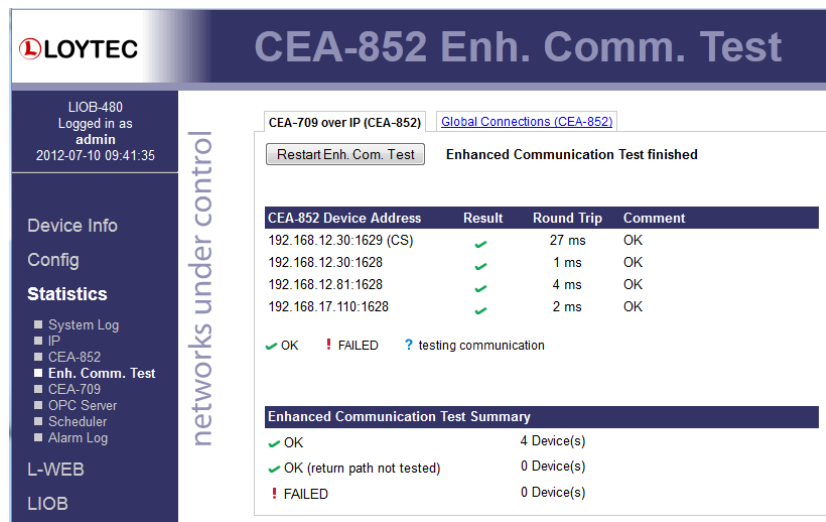 LOYTEC
CEA-852 Enh. Comm. Test
LIOB-480
Logged in as
admin
2012-07-10 09:41:35
Device Info
Config
Statistics
System Log
IP
CEA-852
Enh. Comm. Test
CEA-709
OPC Server
Scheduler
Alarm Log
L-WEB
LIOB
networks under control
CEA-709 over IP (CEA-852) Global Connections (CEA-852)
Restart Enh. Com. Test Enhanced Communication Test finished
CEA-852 Device Address Result Round Trip Comment
192.168.12.30:1629 (CS) 27 ms OK
192.168.12.30:1628 1 ms OK
192.168.12.81:1628 4 ms OK
192.168.17.110:1628 2 ms OK
OK ! FAILED ? testing communication
Enhanced Communication Test Summary
OK 4 Device(s)
OK (return path not tested) 0 Device(s)
! FAILED 0 Device(s)